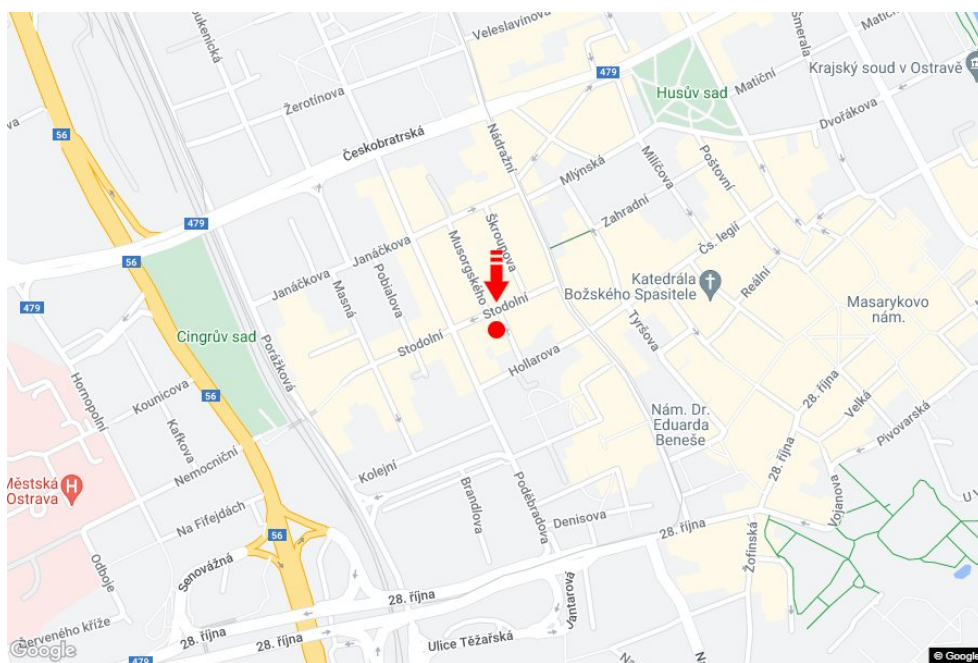 Veleslavínova
Matiční
Matiční
479
Krajský soud v Ostravě
Husův sad
Žerotínova
Dvořákova
56
Českobratrská
Nádražní
Mlýnská
Milíčova
Poštovní
Zahradní
479
Škroupova
Čs. legií
56
Janáčkova
Musorgského
Katedrála
Božského Spasitele
Reálni
Janáčkova
Masná
Pobialova
Masarykovo
nám.
479
Stodolní
Cingrův sad
Stodolní
Porážková
Tyršova
Hollarova
56
Kounicova
Hornopolní
Kafkova
28. října
Velká
Nám. Dr.
Eduarda
Beneše
Pivovarská
Nemocniční
Kolejní
28. října
Městská
Ostrava
H
Brandlova
Poděbradova
Vojanova
Na Fifejdách
Denisova
28. října
56
Senovážná
Odboje
Žofinská
28. října
Červeného kříže
28. října
Ulice Těžařská
479
Google
© Google